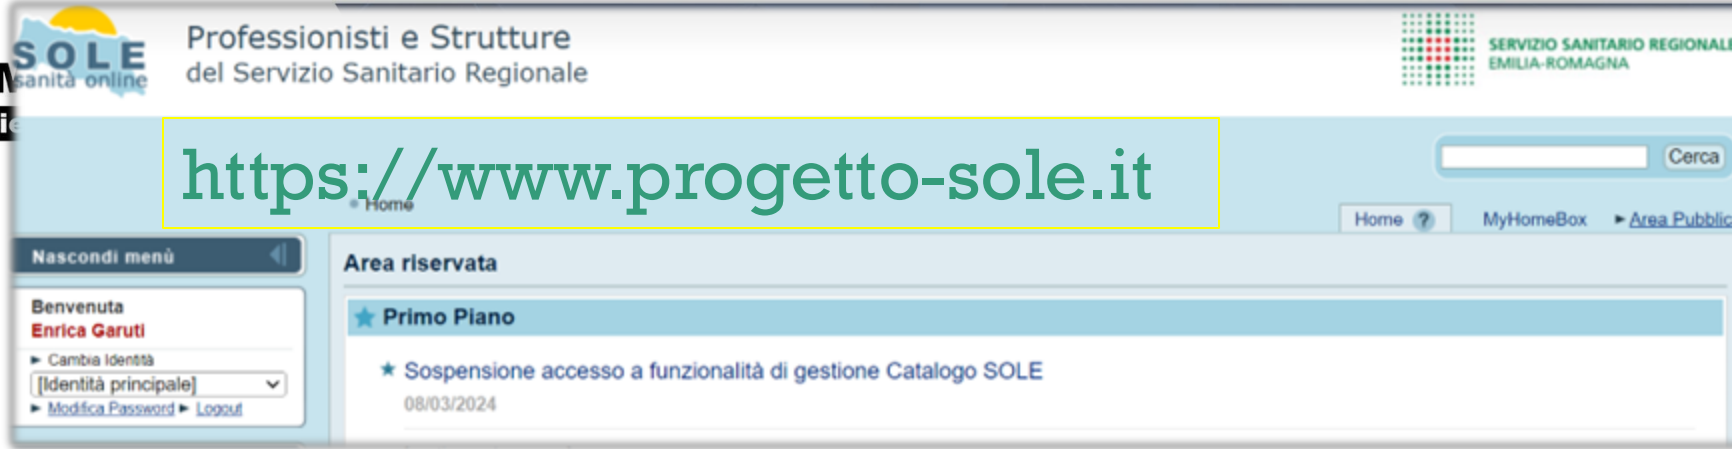 SOLE
sanità online
Professionisti e Strutture
del Servizio Sanitario Regionale
SERVIZIO SANITARIO REGIONALE
EMILIA-ROMAGNA
https://www.progetto-sole.it
Cerca
Home
Home ? MyHomeBox ► Area Pubblic
Nascondi menù
Area riservata
Benvenuta
Enrica Garuti
► Cambia Identità
[Identità principale]
► Modifica Password ► Logout
Primo Piano
Sospensione accesso a funzionalità di gestione Catalogo SOLE
08/03/2024